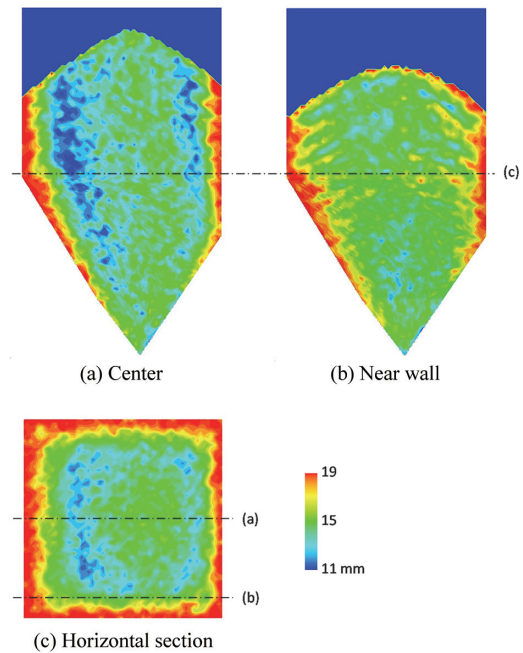 (c)
(a) Center
(b) Near wall
19
15
11 mm
(a)
(b)
(c) Horizontal section